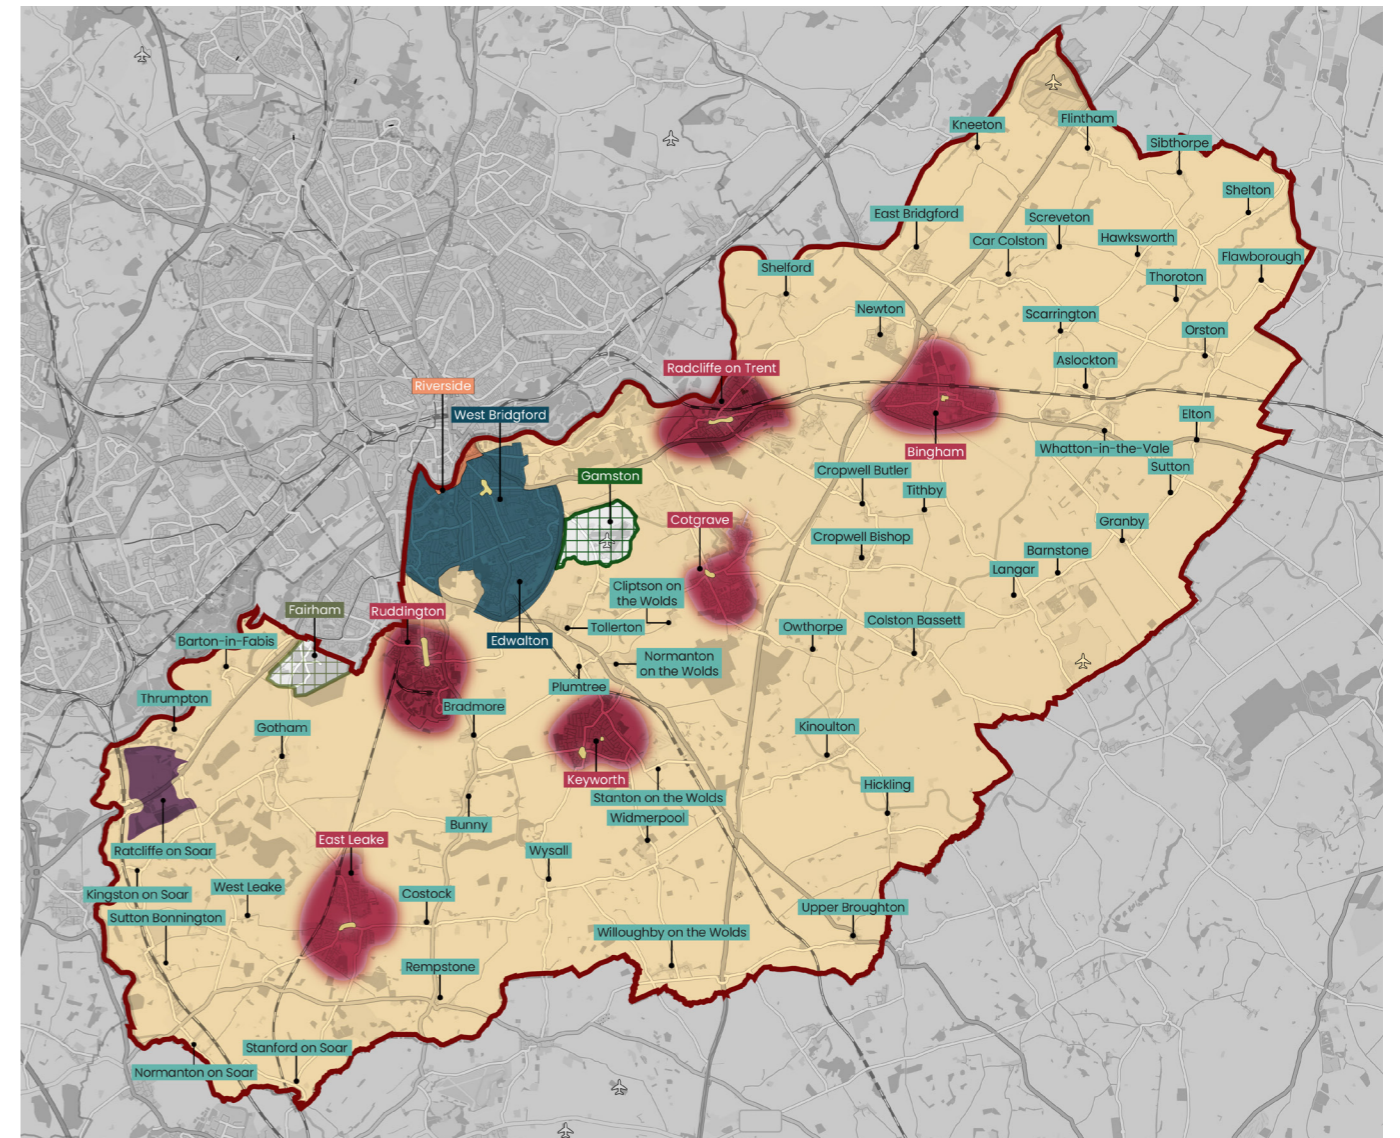 Kneeton
Flintham
Sibthorpe
Shelton
East Bridgford
Screveton
Car Colston
Hawksworth
Flawborough
Shelford
Thoroton
Newton
Scarrington
Orston
Aslockton
Radcliffe on Trent
Riverside
West Bridgford
Elton
Whatton-in-the-Vale
Bingham
Sutton
Cropwell Butler
Gamston
Tithby
Cotgrave
Granby
Cropwell Bishop
Barnstone
Langar
Cliptson on
the Wolds
Fairham
Ruddington
Colston Bassett
Owthorpe
Tollerton
Barton-in-Fabis
Edwalton
Normanton
on the Wolds
Plumtree
Thrumpton
Bradmore
Gotham
Kinoulton
Keyworth
Hickling
Stanton on the Wolds
Widmerpool
Bunny
East Leake
Ratcliffe on Soar
Wysall
West Leake
Kingston on Soar
Costock
Upper Broughton
Sutton Bonnington
Willoughby on the Wolds
Rempstone
Stanford on Soar
Normanton on Soar